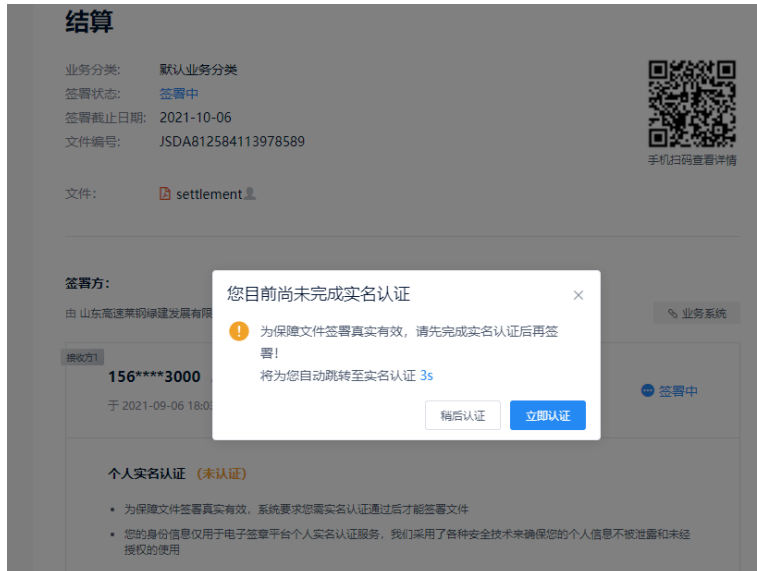 结算
业务分类: 默认业务分类
签署状态: 签署中
签署截止日期: 2021-10-06
文件编号: JSDA812584113978589
手机扫码查看详情
文件: settlement
签署方:
由 山东高速莱钢绿建发展有限
业务系统
您目前尚未完成实名认证
为保障文件签署真实有效，请先完成实名认证后再签
署！
将为您自动跳转至实名认证 3s
稍后认证 立即认证
接收方1
156****3000
签署中
于 2021-09-06 18:03
个人实名认证 (未认证)
为保障文件签署真实有效，系统要求您需实名认证通过后才能签署文件
您的身份信息仅用于电子签章平台个人实名认证服务，我们采用了各种安全技术来确保您的个人信息不被泄露和未经
授权的使用